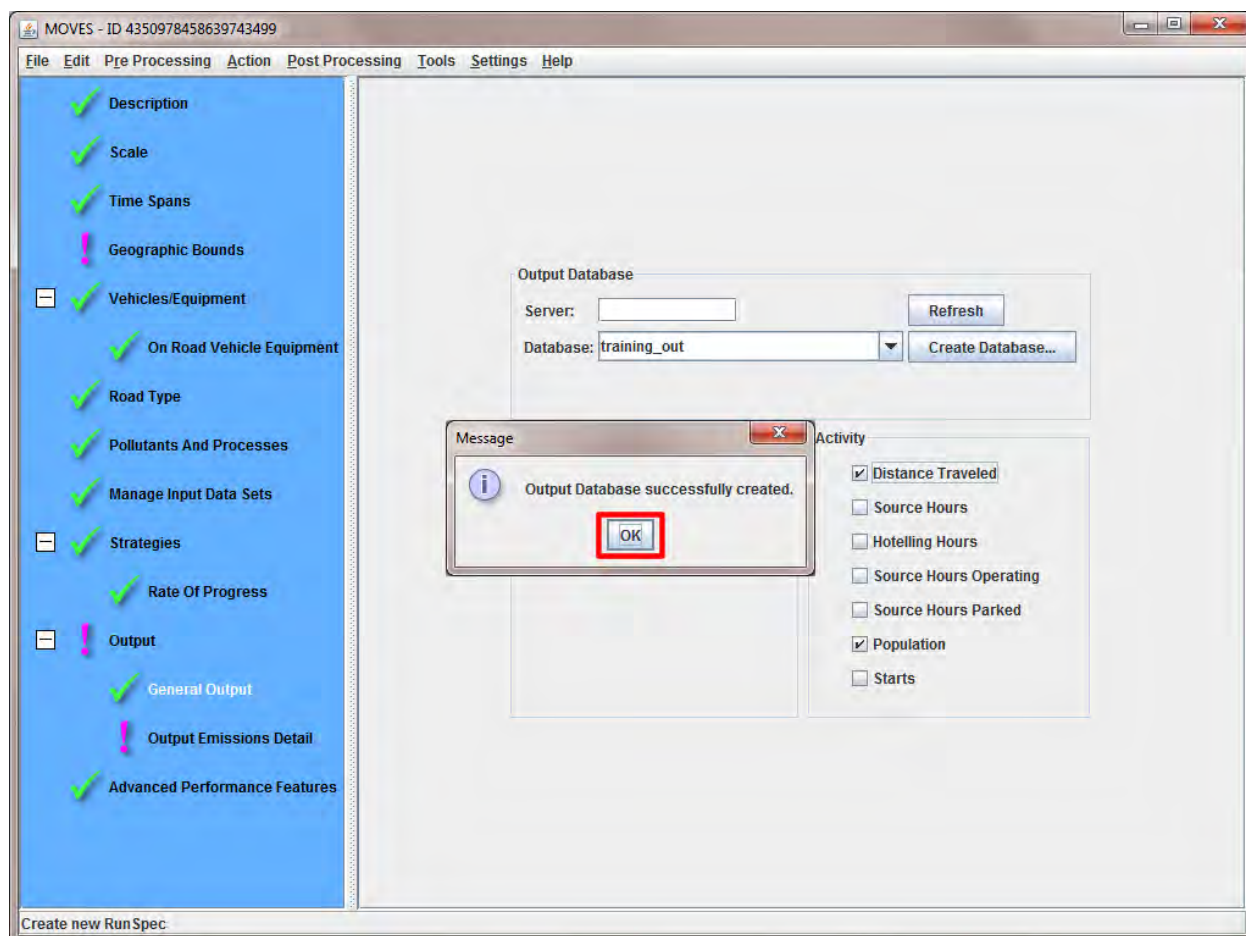 MOVES - ID 4350978458639743499
File Edit Pre Processing Action Post Processing Tools Settings Help
Description
Scale
Time Spans
Geographic Bounds
Vehicles/Equipment
On Road Vehicle Equipment
Road Type
Pollutants And Processes
Manage Input Data Sets
Strategies
Rate Of Progress
Output
General Output
Output Emissions Detail
Advanced Performance Features
Output Database
Server:
Refresh
Database: training_out
Create Database...
Message
Output Database successfully created.
OK
Activity
Distance Traveled
Source Hours
Hotelling Hours
Source Hours Operating
Source Hours Parked
Population
Starts
Create new RunSpec